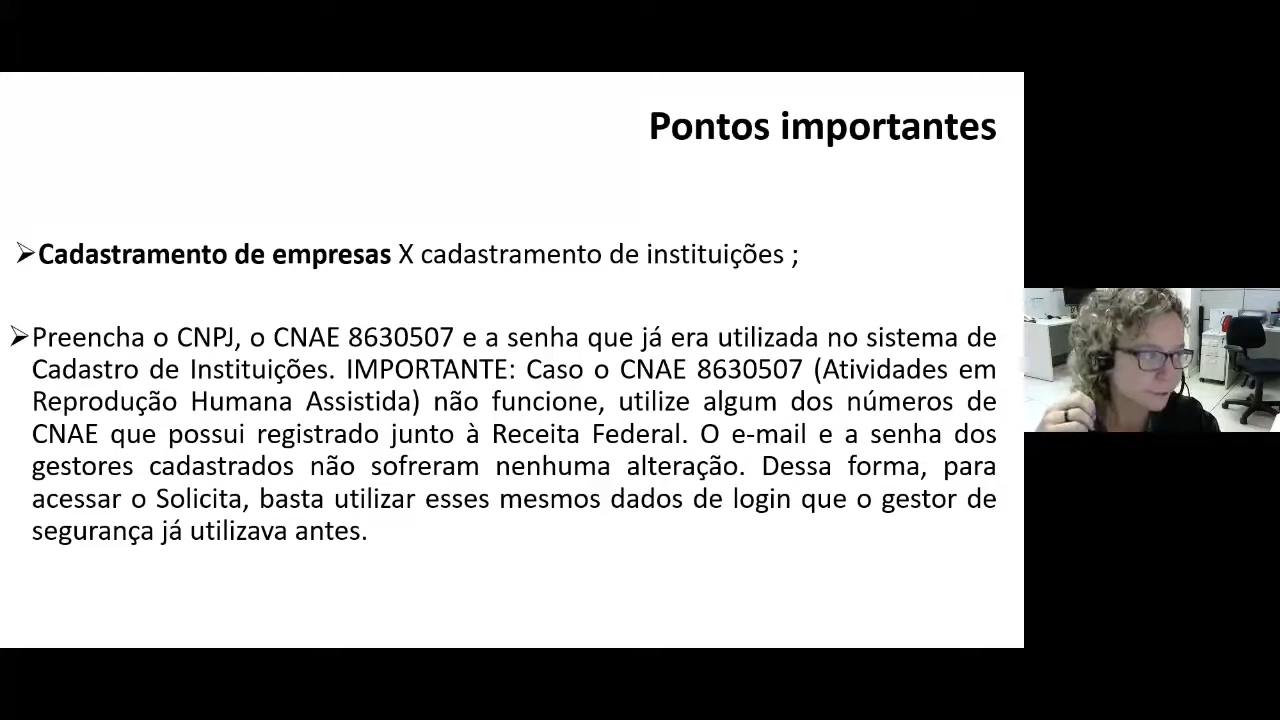 Pontos importantes
Cadastramento de empresas X cadastramento de instituições ;
Preencha o CNPJ, o CNAE 8630507 e a senha que já era utilizada no sistema de
Cadastro de Instituições. IMPORTANTE: Caso o CNAE 8630507 (Atividades em
Reprodução Humana Assistida) não funcione, utilize algum dos números de
CNAE que possui registrado junto à Receita Federal. O e-mail e a senha dos
gestores cadastrados não sofreram nenhuma alteração. Dessa forma, para
acessar o Solicita, basta utilizar esses mesmos dados de login que o gestor de
segurança já utilizava antes.